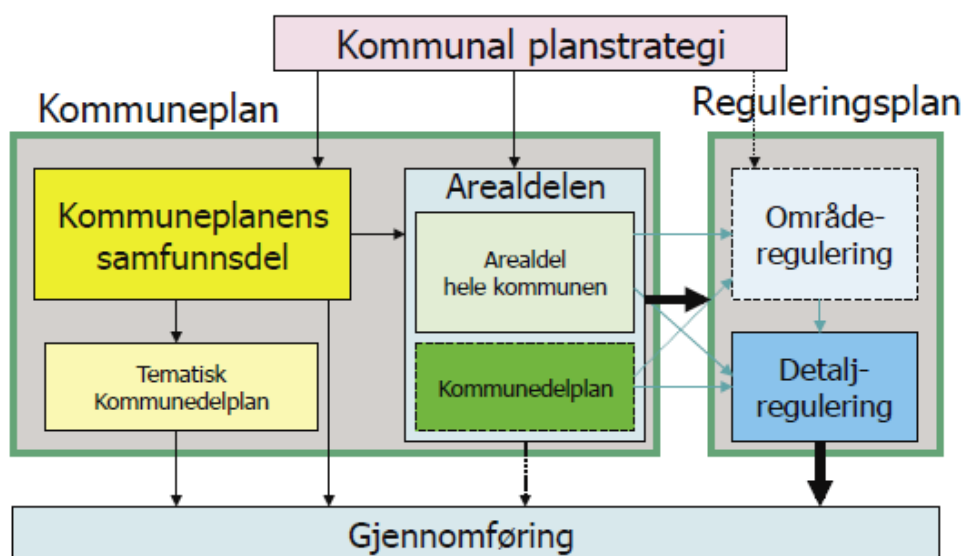 Kommunal planstrategi
Kommuneplan
Reguleringsplan
Kommuneplanens
samfunnsdel
Arealdelen
Arealdel
hele kommunen
Område-
regulering
Tematisk
Kommunedelplan
Kommunedelplan
Detalj-
regulering
Gjennomføring